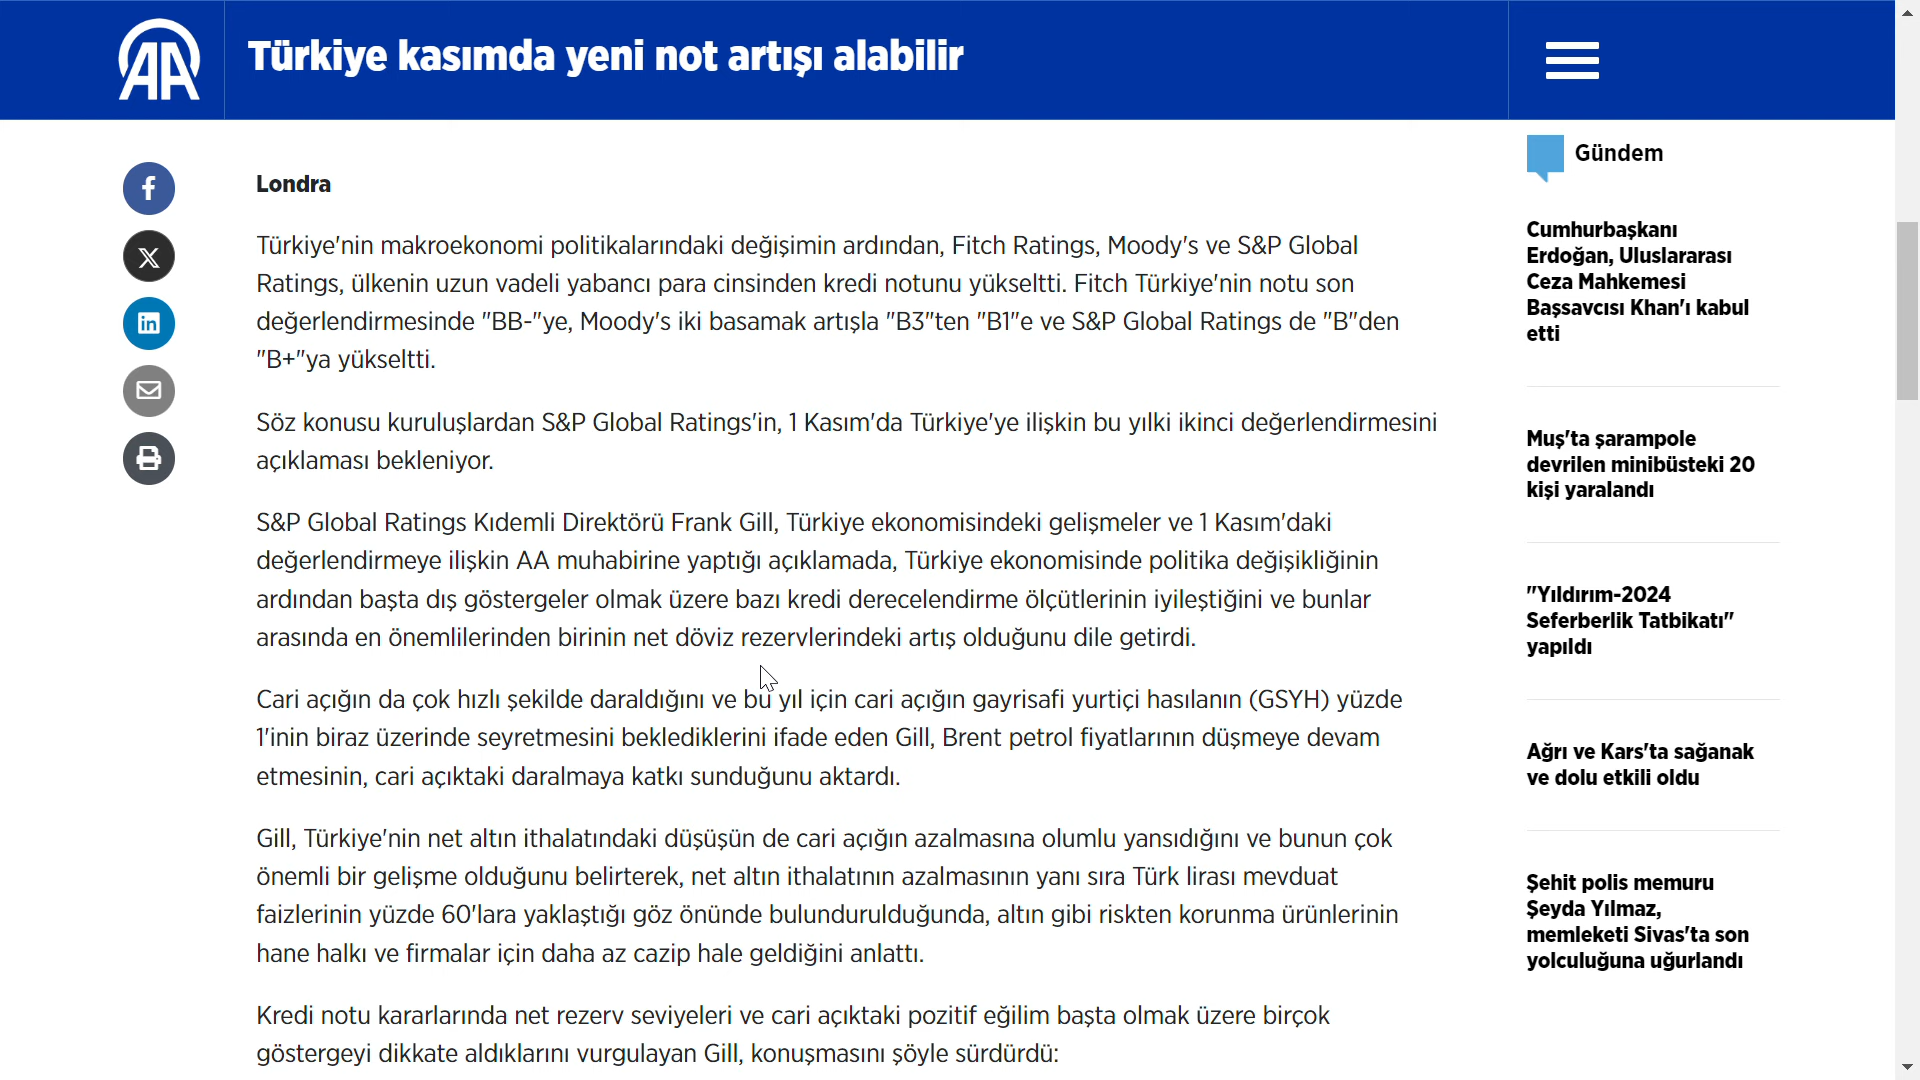 AA
Türkiye kasımda yeni not artışı alabilir
Londra
Türkiye'nin makroekonomi politikalarındaki değişimin ardından, Fitch Ratings, Moody's ve S&P Global
Ratings, ülkenin uzun vadeli yabancı para cinsinden kredi notunu yükseltti. Fitch Türkiye'nin notu son
değerlendirmesinde "BB-"ye, Moody's iki basamak artışla "B3"ten "B1"e ve S&P Global Ratings de "B"den
"B+"ya yükseltti.
Söz konusu kuruluşlardan S&P Global Ratings'in, 1 Kasım'da Türkiye'ye ilişkin bu yılki ikinci değerlendirmesini
açıklaması bekleniyor.
S&P Global Ratings Kıdemli Direktörü Frank Gill, Türkiye ekonomisindeki gelişmeler ve 1 Kasım'daki
değerlendirmeye ilişkin AA muhabirine yaptığı açıklamada, Türkiye ekonomisinde politika değişikliğinin
ardından başta dış göstergeler olmak üzere bazı kredi derecelendirme ölçütlerinin iyileştiğini ve bunlar
arasında en önemlilerinden birinin net döviz rezervlerindeki artış olduğunu dile getirdi.
Cari açığın da çok hızlı şekilde daraldığını ve bu yıl için cari açığın gayrisafi yurtiçi hasılanın (GSYH) yüzde
1'inin biraz üzerinde seyretmesini beklediklerini ifade eden Gill, Brent petrol fiyatlarının düşmeye devam
etmesinin, cari açıktaki daralmaya katkı sunduğunu aktardı.
Gill, Türkiye'nin net altın ithalatındaki düşüşün de cari açığın azalmasına olumlu yansıdığını ve bunun çok
önemli bir gelişme olduğunu belirterek, net altın ithalatının azalmasının yanı sıra Türk lirası mevduat
faizlerinin yüzde 60'lara yaklaştığı göz önünde bulundurulduğunda, altın gibi riskten korunma ürünlerinin
hane halkı ve firmalar için daha az cazip hale geldiğini anlattı.
Kredi notu kararlarında net rezerv seviyeleri ve cari açıktaki pozitif eğilim başta olmak üzere birçok
göstergeyi dikkate aldıklarını vurgulayan Gill, konuşmasını şöyle sürdürdü:
Gündem
Cumhurbaşkanı
Erdoğan, Uluslararası
Ceza Mahkemesi
Başsavcısı Khan'ı kabul
etti
Muş'ta şarampole
devrilen minibüsteki 20
kişi yaralandı
"Yıldırım-2024
Seferberlik Tatbikatı"
yapıldı
Ağrı ve Kars'ta sağanak
ve dolu etkili oldu
Şehit polis memuru
Şeyda Yılmaz,
memleketi Sivas'ta son
yolculuğuna uğurlandı